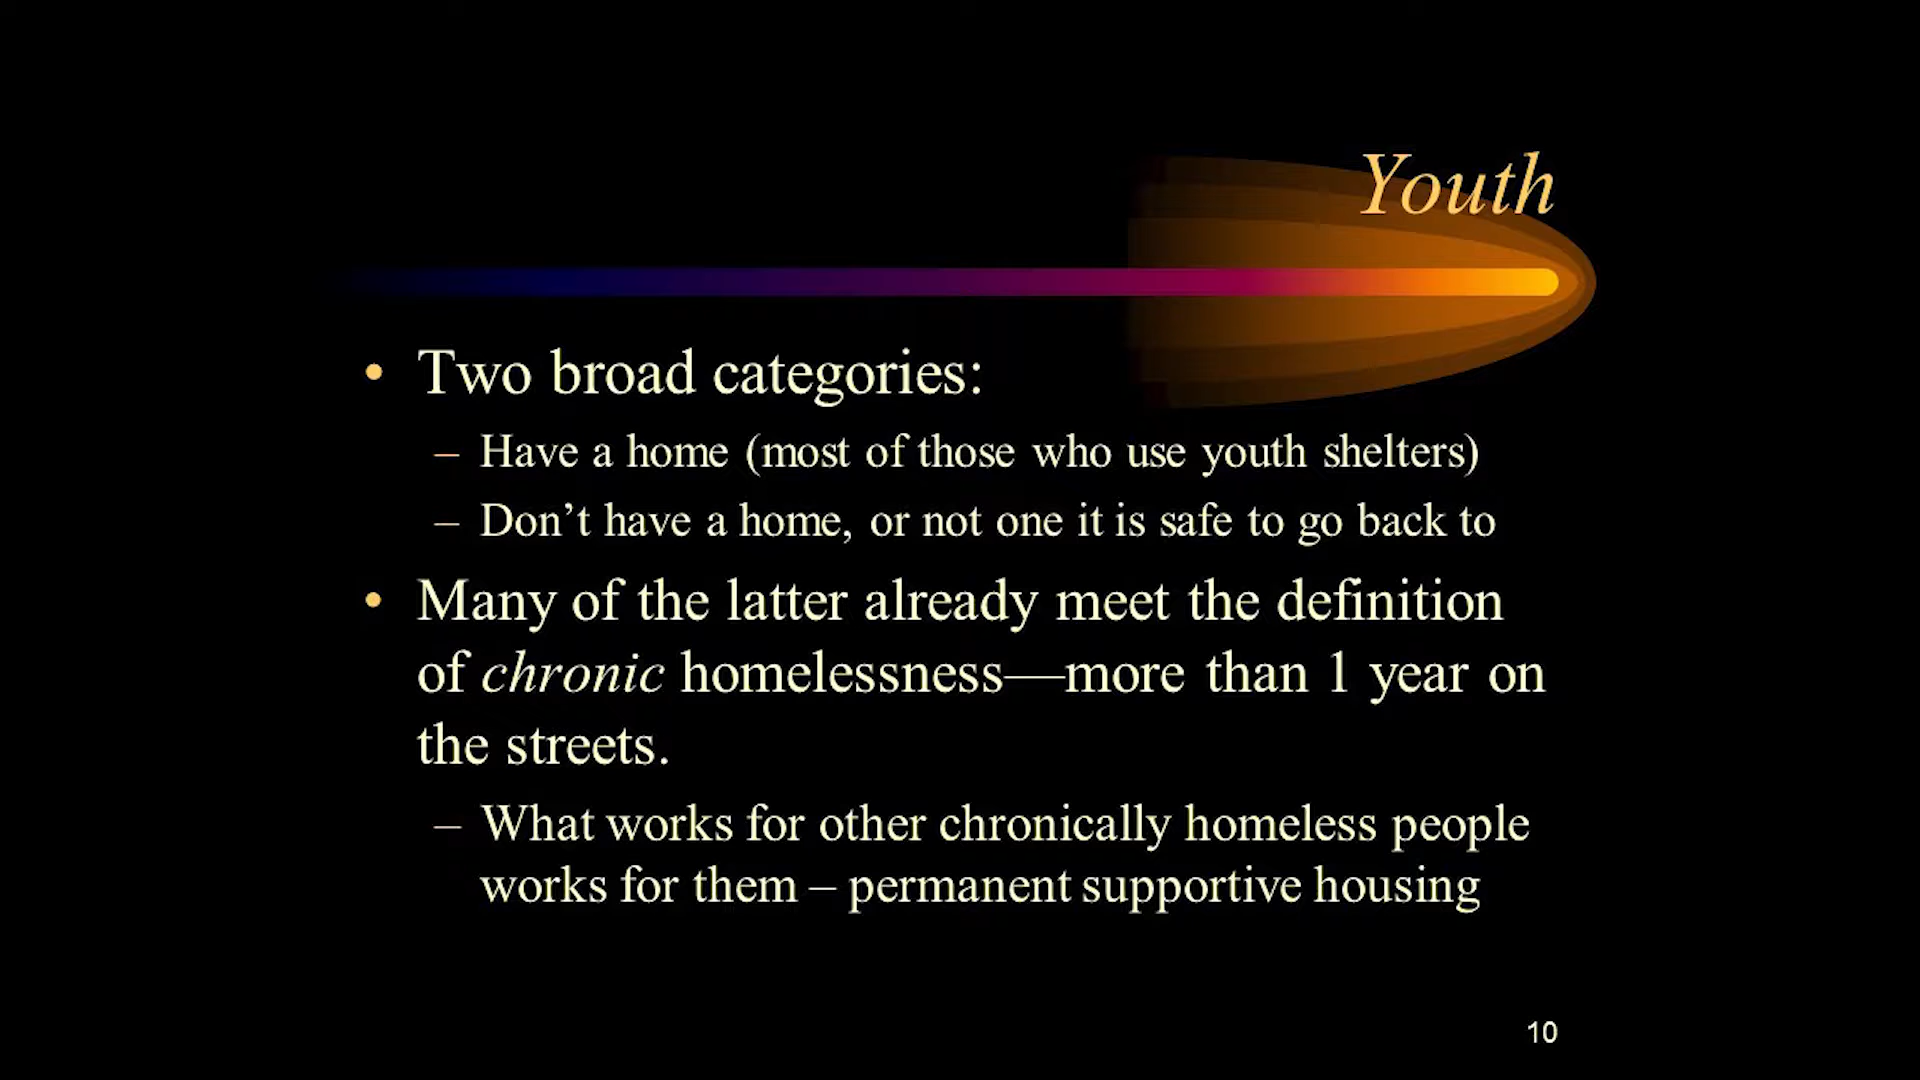 Youth
• Two broad categories:
– Have a home (most of those who use youth shelters)
– Don’t have a home, or not one it is safe to go back to
• Many of the latter already meet the definition
of chronic homelessness—more than 1 year on
the streets.
– What works for other chronically homeless people
works for them – permanent supportive housing
10